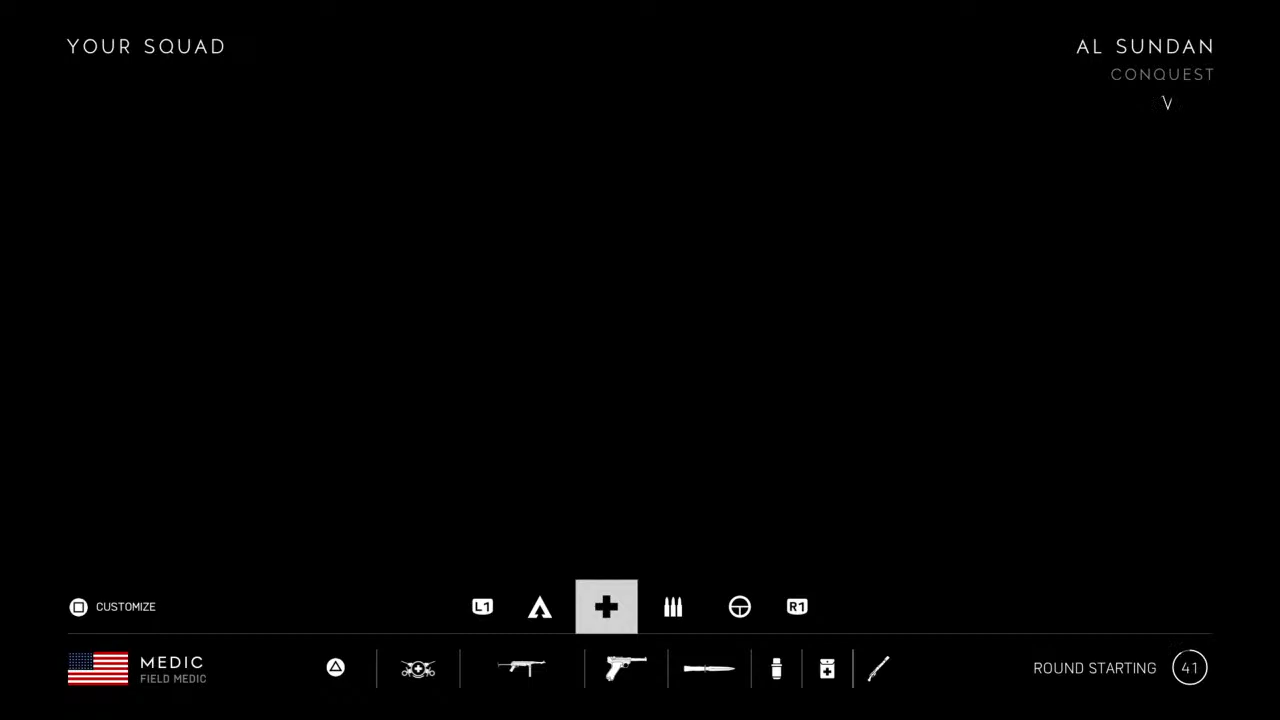 YOUR SQUAD
AL SUNDAN
CONQUEST
V
CUSTOMIZE
L1
R1
MEDIC
FIELD MEDIC
ROUND STARTING
41